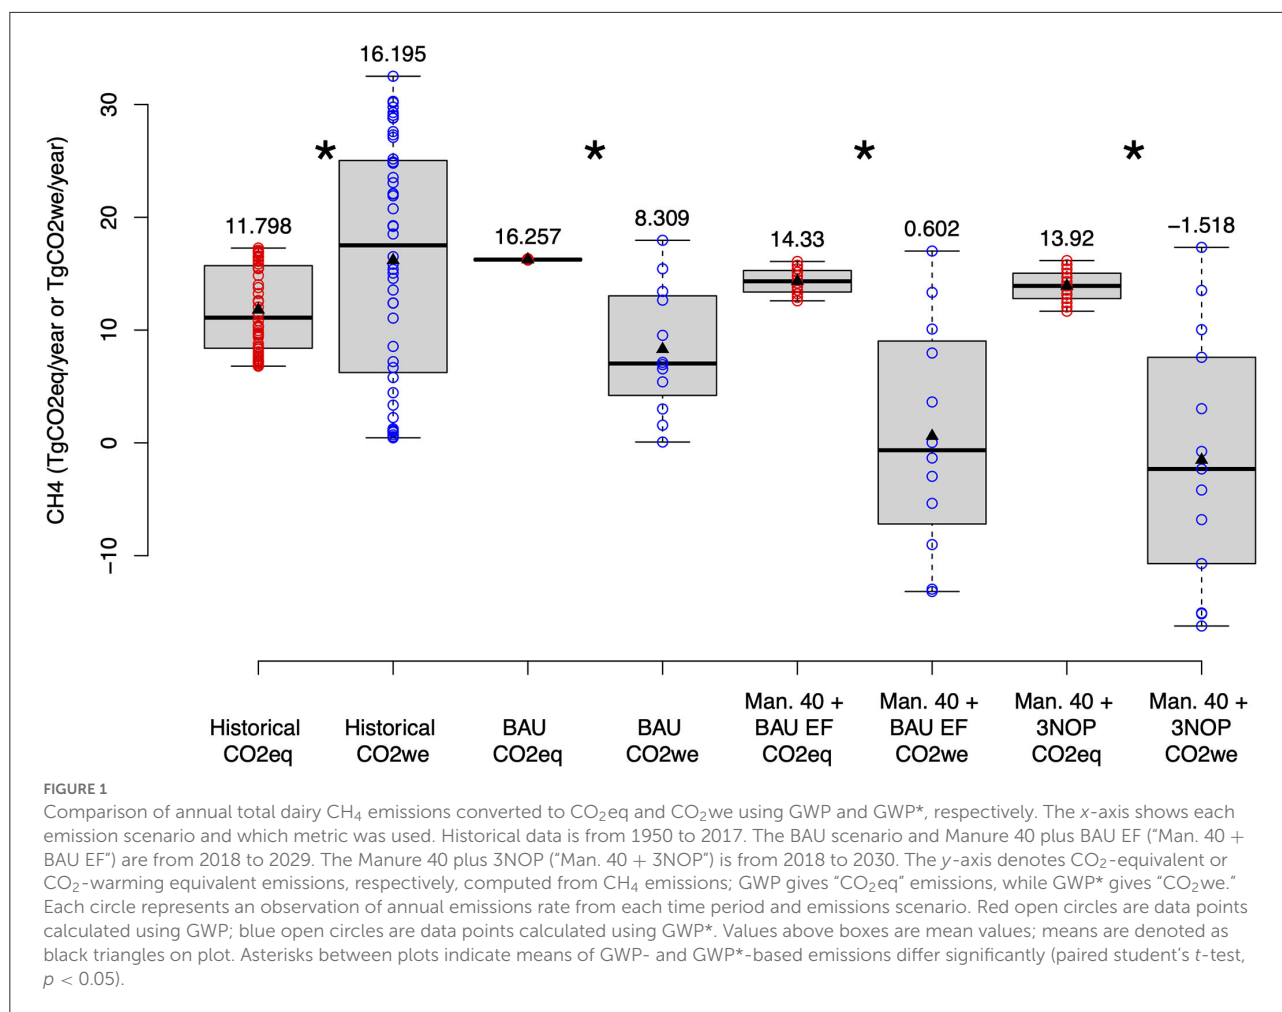 16.195
30
CH4 (TgCO2eq/year or TgCO2we/year)
*
*
*
*
20
11.798
16.257
8.309
14.33
0.602
13.92
−1.518
10
0
−10
Historical
CO2eq
Historical
CO2we
BAU
CO2eq
BAU
CO2we
Man. 40 +
BAU EF
CO2eq
Man. 40 +
BAU EF
CO2we
Man. 40 +
3NOP
CO2eq
Man. 40 +
3NOP
CO2we
FIGURE 1
Comparison of annual total dairy CH₄ emissions converted to CO₂eq and CO₂we using GWP and GWP*, respectively. The x-axis shows each
emission scenario and which metric was used. Historical data is from 1950 to 2017. The BAU scenario and Manure 40 plus BAU EF (“Man. 40 +
BAU EF”) are from 2018 to 2029. The Manure 40 plus 3NOP (“Man. 40 + 3NOP”) is from 2018 to 2030. The y-axis denotes CO₂-equivalent or
CO₂-warming equivalent emissions, respectively, computed from CH₄ emissions; GWP gives “CO₂eq” emissions, while GWP* gives “CO₂we.”
Each circle represents an observation of annual emissions rate from each time period and emissions scenario. Red open circles are data points
calculated using GWP; blue open circles are data points calculated using GWP*. Values above boxes are mean values; means are denoted as
black triangles on plot. Asterisks between plots indicate means of GWP- and GWP*-based emissions differ significantly (paired student’s t-test,
p < 0.05).